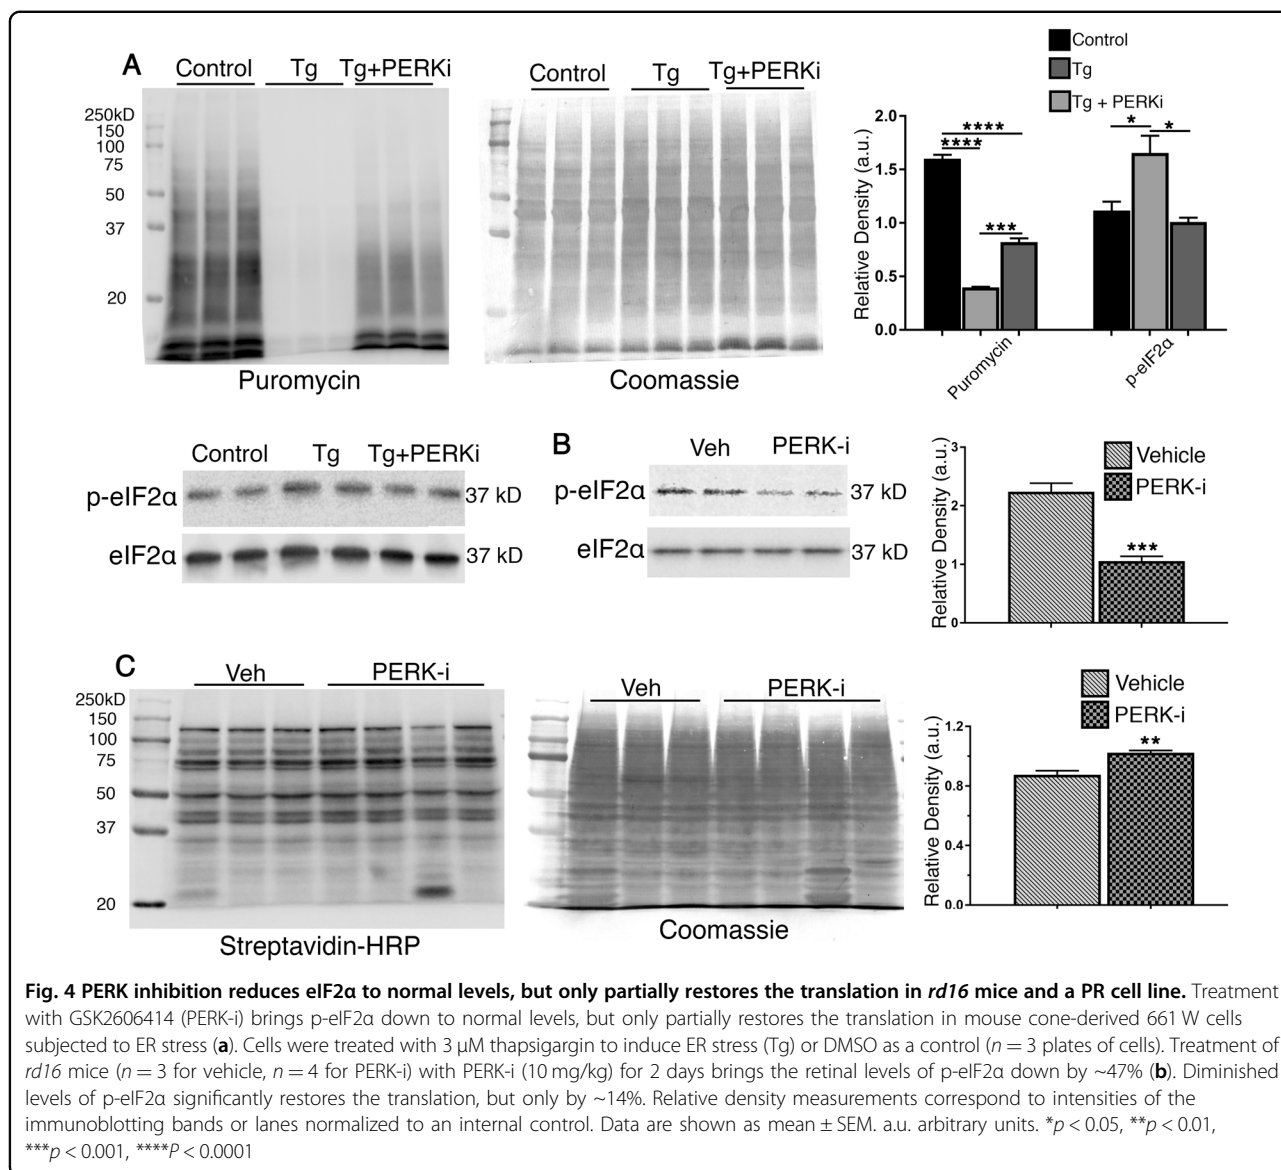 A
Control Tg Tg+PERKi
250kD
150
100
75
50
37
20
Puromycin
Control Tg Tg+PERKi
Coomassie
Control
Tg
Tg + PERKi
Relative Density (a.u.)
2.0
1.5
1.0
0.5
0.0
****
****
***
* *
Puromycin
p-eIF2α
Control Tg Tg+PERKi
p-eIF2α 37 kD
eIF2α 37 kD
B
Veh PERK-i
p-eIF2α 37 kD
eIF2α 37 kD
Relative Density (a.u.)
3
2
1
0
Vehicle
PERK-i
***
C
Veh PERK-i
250kD
150
100
75
50
37
20
Streptavidin-HRP
Veh PERK-i
Coomassie
Relative Density (a.u.)
1.2
0.8
0.4
0.0
Vehicle
PERK-i
**
Fig. 4 PERK inhibition reduces eIF2α to normal levels, but only partially restores the translation in rd16 mice and a PR cell line. Treatment
with GSK2606414 (PERK-i) brings p-eIF2α down to normal levels, but only partially restores the translation in mouse cone-derived 661 W cells
subjected to ER stress (a). Cells were treated with 3 µM thapsigargin to induce ER stress (Tg) or DMSO as a control (n = 3 plates of cells). Treatment of
rd16 mice (n = 3 for vehicle, n = 4 for PERK-i) with PERK-i (10 mg/kg) for 2 days brings the retinal levels of p-eIF2α down by ~47% (b). Diminished
levels of p-eIF2α significantly restores the translation, but only by ~14%. Relative density measurements correspond to intensities of the
immunoblotting bands or lanes normalized to an internal control. Data are shown as mean ± SEM. a.u. arbitrary units. *p < 0.05, **p < 0.01,
***p < 0.001, ****P < 0.0001